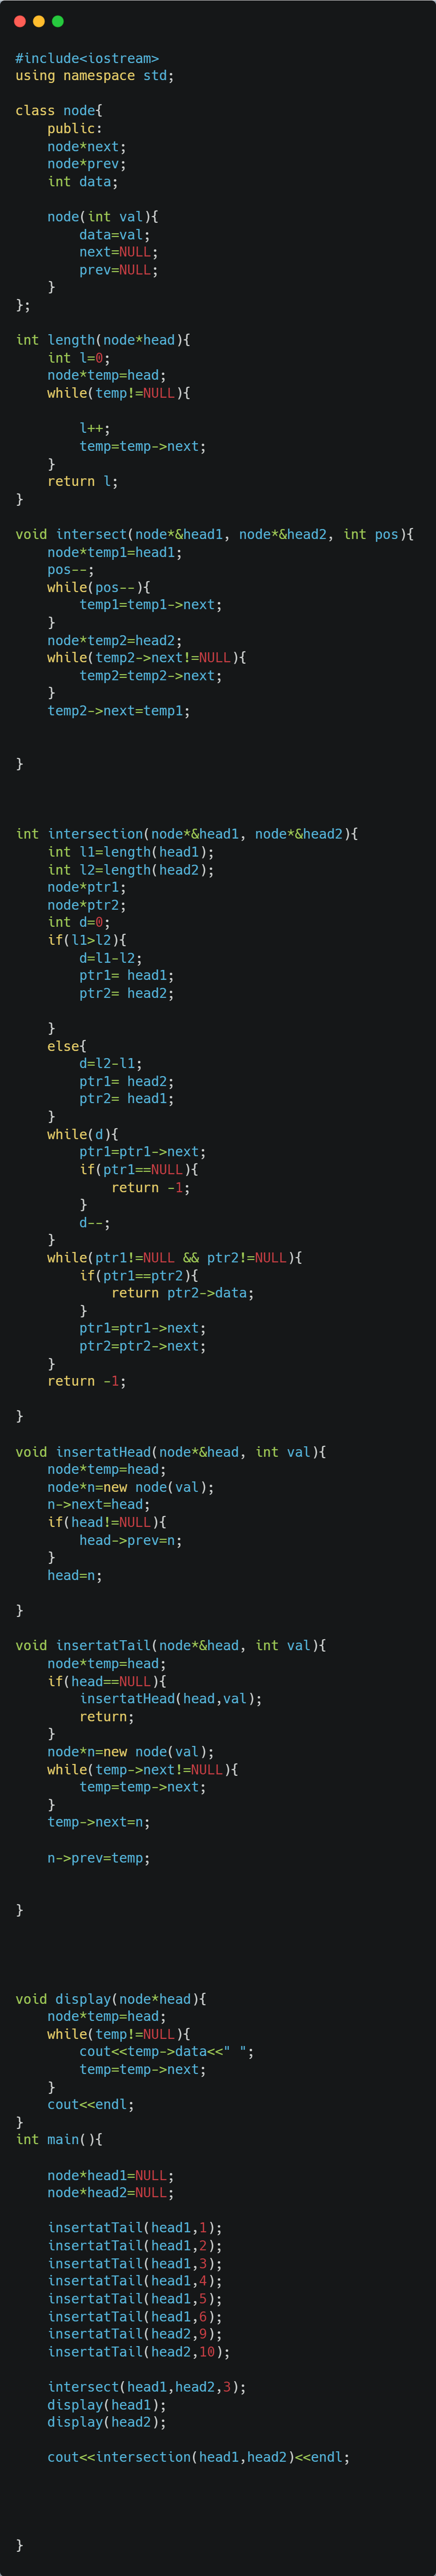 #include<iostream>
using namespace std;
class node{
    public:
    node*next;
    node*prev;
    int data;
    node(int val){
        data=val;
        next=NULL;
        prev=NULL;
    }
};
int length(node*head){
    int l=0;
    node*temp=head;
    while(temp!=NULL){
        l++;
        temp=temp->next;
    }
    return l;
}
void intersect(node*&head1, node*&head2, int pos){
    node*temp1=head1;
    pos--;
    while(pos--){
        temp1=temp1->next;
    }
    node*temp2=head2;
    while(temp2->next!=NULL){
        temp2=temp2->next;
    }
    temp2->next=temp1;
}
int intersection(node*&head1, node*&head2){
    int l1=length(head1);
    int l2=length(head2);
    node*ptr1;
    node*ptr2;
    int d=0;
    if(l1>l2){
        d=l1-l2;
        ptr1= head1;
        ptr2= head2;
    }
    else{
        d=l2-l1;
        ptr1= head2;
        ptr2= head1;
    }
    while(d){
        ptr1=ptr1->next;
        if(ptr1==NULL){
            return -1;
        }
        d--;
    }
    while(ptr1!=NULL && ptr2!=NULL){
        if(ptr1==ptr2){
            return ptr2->data;
        }
        ptr1=ptr1->next;
        ptr2=ptr2->next;
    }
    return -1;
}
void insertatHead(node*&head, int val){
    node*temp=head;
    node*n=new node(val);
    n->next=head;
    if(head!=NULL){
        head->prev=n;
    }
    head=n;
}
void insertatTail(node*&head, int val){
    node*temp=head;
    if(head==NULL){
        insertatHead(head,val);
        return;
    }
    node*n=new node(val);
    while(temp->next!=NULL){
        temp=temp->next;
    }
    temp->next=n;
    n->prev=temp;
}
void display(node*head){
    node*temp=head;
    while(temp!=NULL){
        cout<<temp->data<<" ";
        temp=temp->next;
    }
    cout<<endl;
}
int main(){
    node*head1=NULL;
    node*head2=NULL;
    insertatTail(head1,1);
    insertatTail(head1,2);
    insertatTail(head1,3);
    insertatTail(head1,4);
    insertatTail(head1,5);
    insertatTail(head1,6);
    insertatTail(head2,9);
    insertatTail(head2,10);
    intersect(head1,head2,3);
    display(head1);
    display(head2);
    cout<<intersection(head1,head2)<<endl;
}